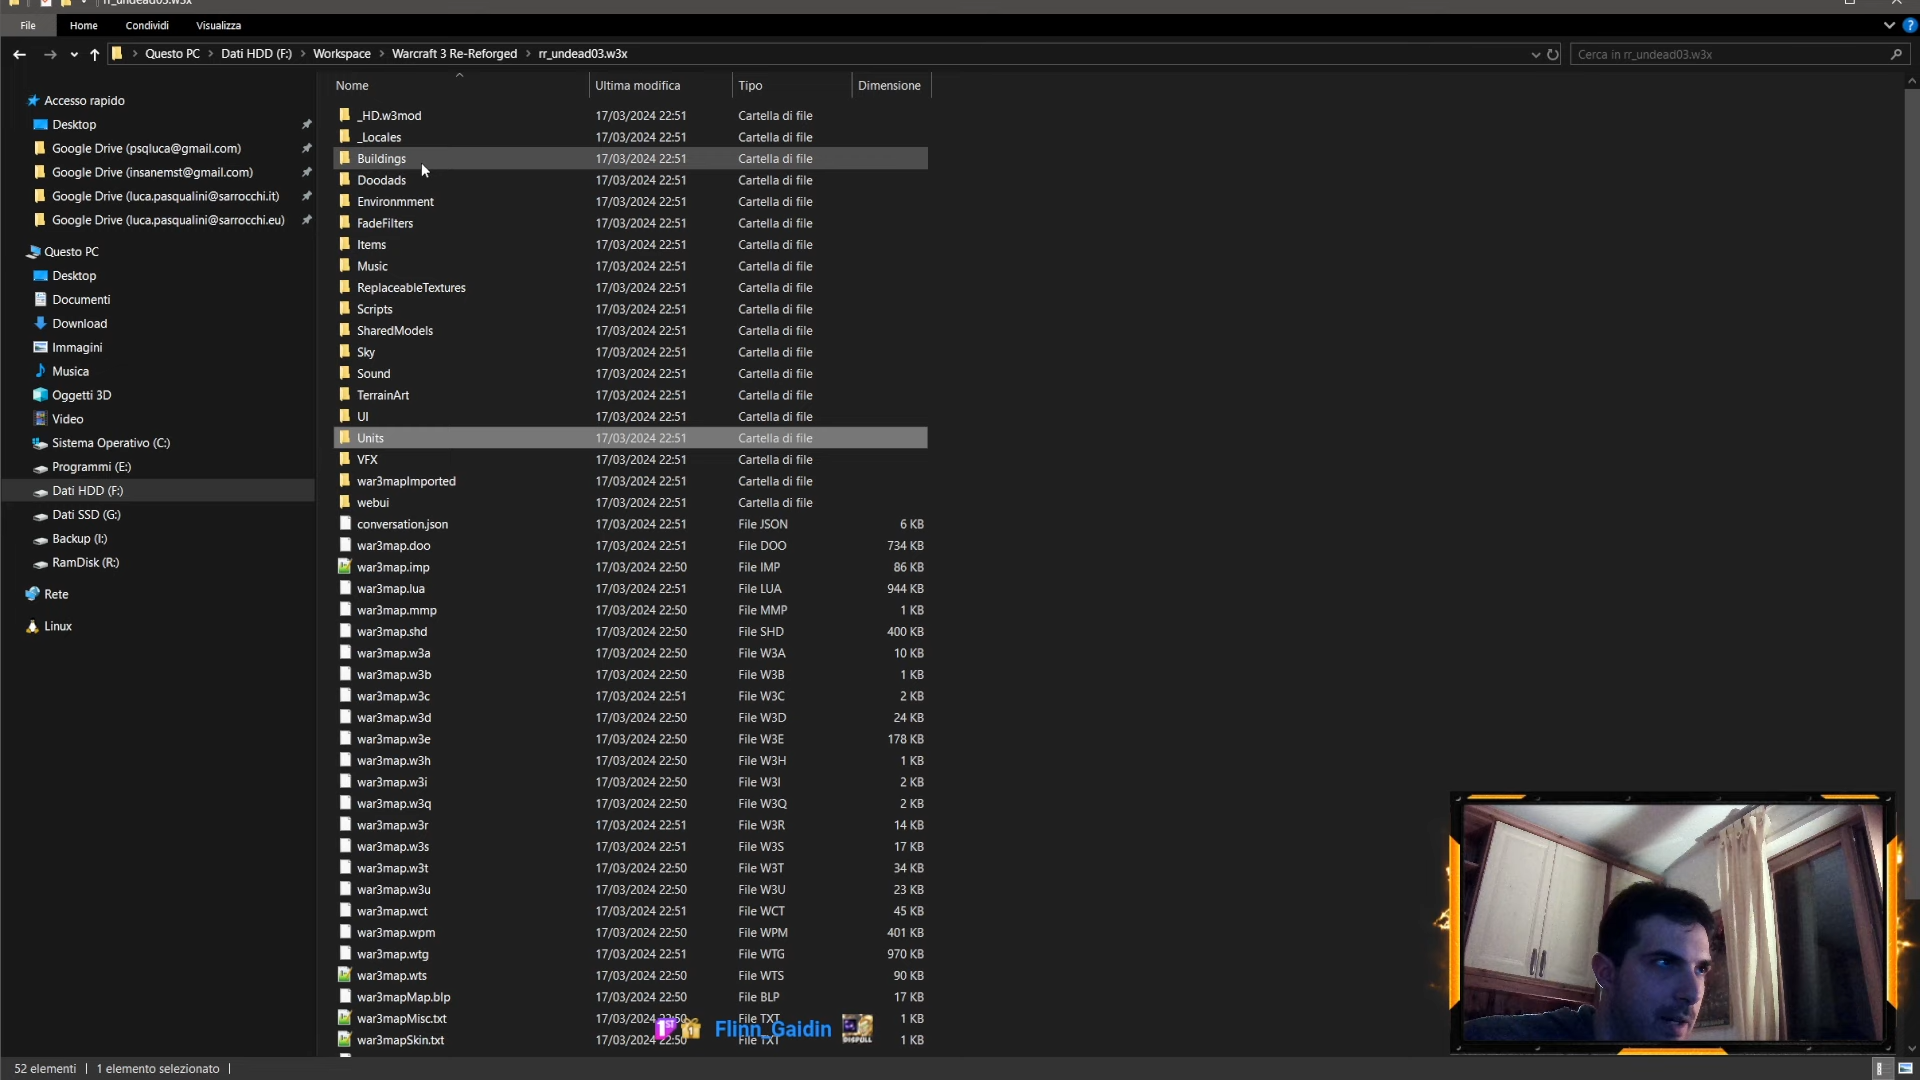 rr_undead03.w3x
File Home Condividi Visualizza
Questo PC Dati HDD (F:) Workspace Warcraft 3 Re-Reforged rr_undead03.w3x Cerca in rr_undead03.w3x
Nome Ultima modifica Tipo Dimensione
Accesso rapido
Desktop
Google Drive (psqluca@gmail.com)
Google Drive (insanemst@gmail.com)
Google Drive (luca.pasqualini@sarrocchi.it)
Google Drive (luca.pasqualini@sarrocchi.eu)
Questo PC
Desktop
Documenti
Download
Immagini
Musica
Oggetti 3D
Video
Sistema Operativo (C:)
Programmi (E:)
Dati HDD (F:)
Dati SSD (G:)
Backup (I:)
RamDisk (R:)
Rete
Linux
_HD.w3mod 17/03/2024 22:51 Cartella di file
_Locales 17/03/2024 22:51 Cartella di file
Buildings 17/03/2024 22:51 Cartella di file
Doodads 17/03/2024 22:51 Cartella di file
Environmment 17/03/2024 22:51 Cartella di file
FadeFilters 17/03/2024 22:51 Cartella di file
Items 17/03/2024 22:51 Cartella di file
Music 17/03/2024 22:51 Cartella di file
ReplaceableTextures 17/03/2024 22:51 Cartella di file
Scripts 17/03/2024 22:51 Cartella di file
SharedModels 17/03/2024 22:51 Cartella di file
Sky 17/03/2024 22:51 Cartella di file
Sound 17/03/2024 22:51 Cartella di file
TerrainArt 17/03/2024 22:51 Cartella di file
UI 17/03/2024 22:51 Cartella di file
Units 17/03/2024 22:51 Cartella di file
VFX 17/03/2024 22:51 Cartella di file
war3mapImported 17/03/2024 22:51 Cartella di file
webui 17/03/2024 22:51 Cartella di file
conversation.json 17/03/2024 22:51 File JSON 6 KB
war3map.doo 17/03/2024 22:51 File DOO 734 KB
war3map.imp 17/03/2024 22:50 File IMP 86 KB
war3map.lua 17/03/2024 22:51 File LUA 944 KB
war3map.mmp 17/03/2024 22:50 File MMP 1 KB
war3map.shd 17/03/2024 22:50 File SHD 400 KB
war3map.w3a 17/03/2024 22:50 File W3A 10 KB
war3map.w3b 17/03/2024 22:50 File W3B 1 KB
war3map.w3c 17/03/2024 22:51 File W3C 2 KB
war3map.w3d 17/03/2024 22:50 File W3D 24 KB
war3map.w3e 17/03/2024 22:50 File W3E 178 KB
war3map.w3h 17/03/2024 22:50 File W3H 1 KB
war3map.w3i 17/03/2024 22:50 File W3I 2 KB
war3map.w3q 17/03/2024 22:50 File W3Q 2 KB
war3map.w3r 17/03/2024 22:51 File W3R 14 KB
war3map.w3s 17/03/2024 22:51 File W3S 17 KB
war3map.w3t 17/03/2024 22:50 File W3T 34 KB
war3map.w3u 17/03/2024 22:50 File W3U 23 KB
war3map.wct 17/03/2024 22:51 File WCT 45 KB
war3map.wpm 17/03/2024 22:50 File WPM 401 KB
war3map.wtg 17/03/2024 22:51 File WTG 970 KB
war3map.wts 17/03/2024 22:50 File WTS 90 KB
war3mapMap.blp 17/03/2024 22:50 File BLP 17 KB
war3mapMisc.txt 17/03/2024 22:50 File TXT 1 KB
Flinn_Gaidin
war3mapSkin.txt 17/03/2024 22:50 File TXT 1 KB
52 elementi 1 elemento selezionato